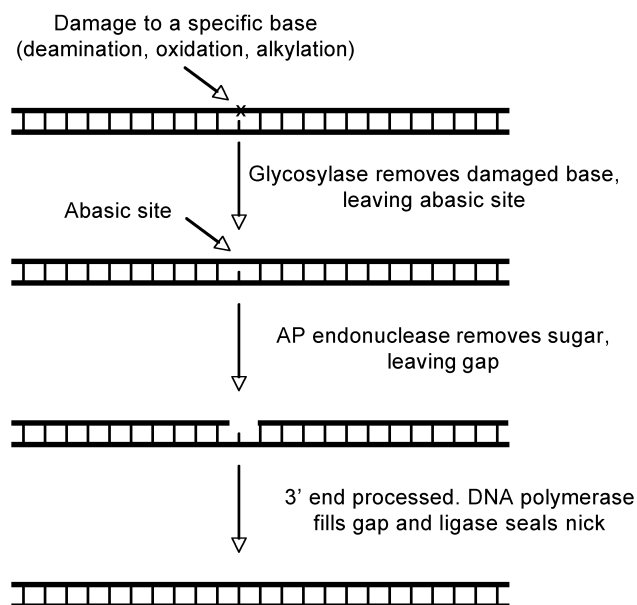 Damage to a specific base
(deamination, oxidation, alkylation)
x
Glycosylase removes damaged base,
leaving abasic site
Abasic site
AP endonuclease removes sugar,
leaving gap
3’ end processed. DNA polymerase
fills gap and ligase seals nick